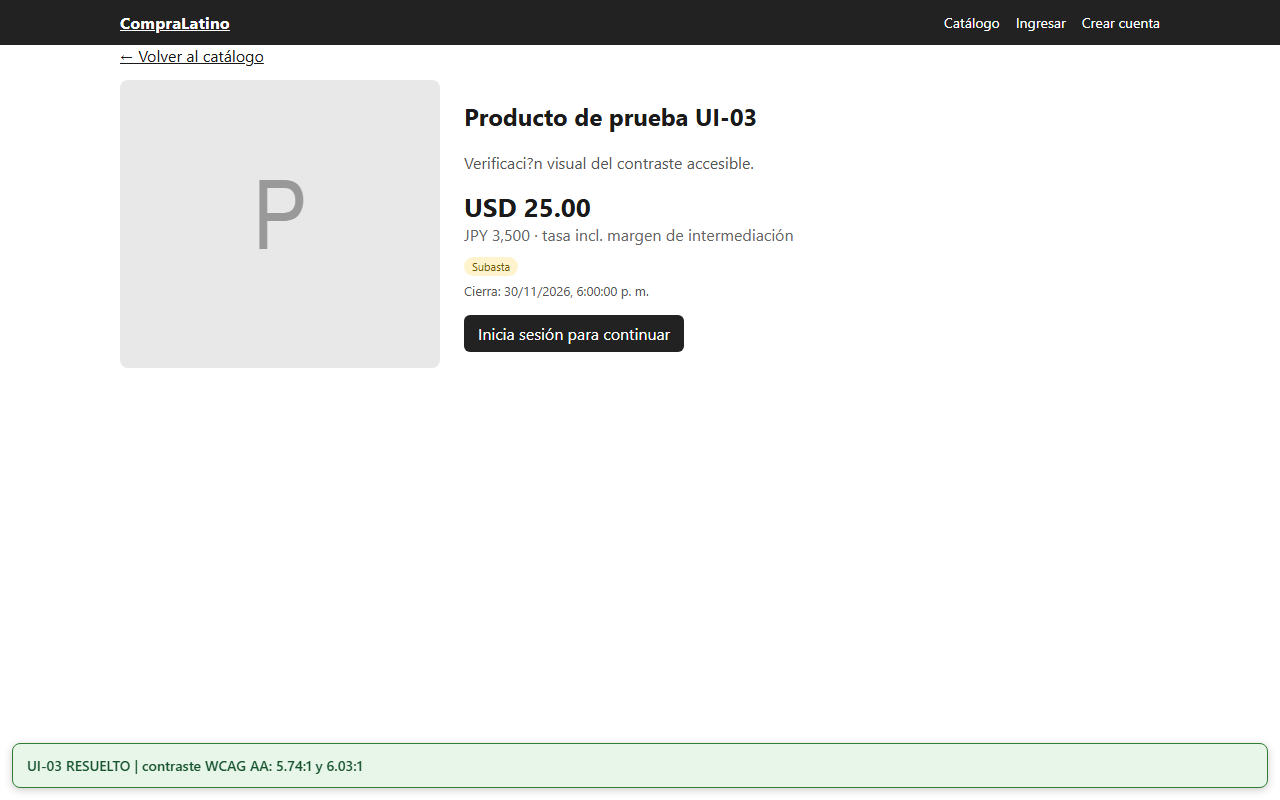 CompraLatino
Catálogo Ingresar Crear cuenta
← Volver al catálogo
P
Producto de prueba UI-03
Verificaci?n visual del contraste accesible.
USD 25.00
JPY 3,500 · tasa incl. margen de intermediación
Subasta
Cierra: 30/11/2026, 6:00:00 p. m.
Inicia sesión para continuar
UI-03 RESUELTO | contraste WCAG AA: 5.74:1 y 6.03:1